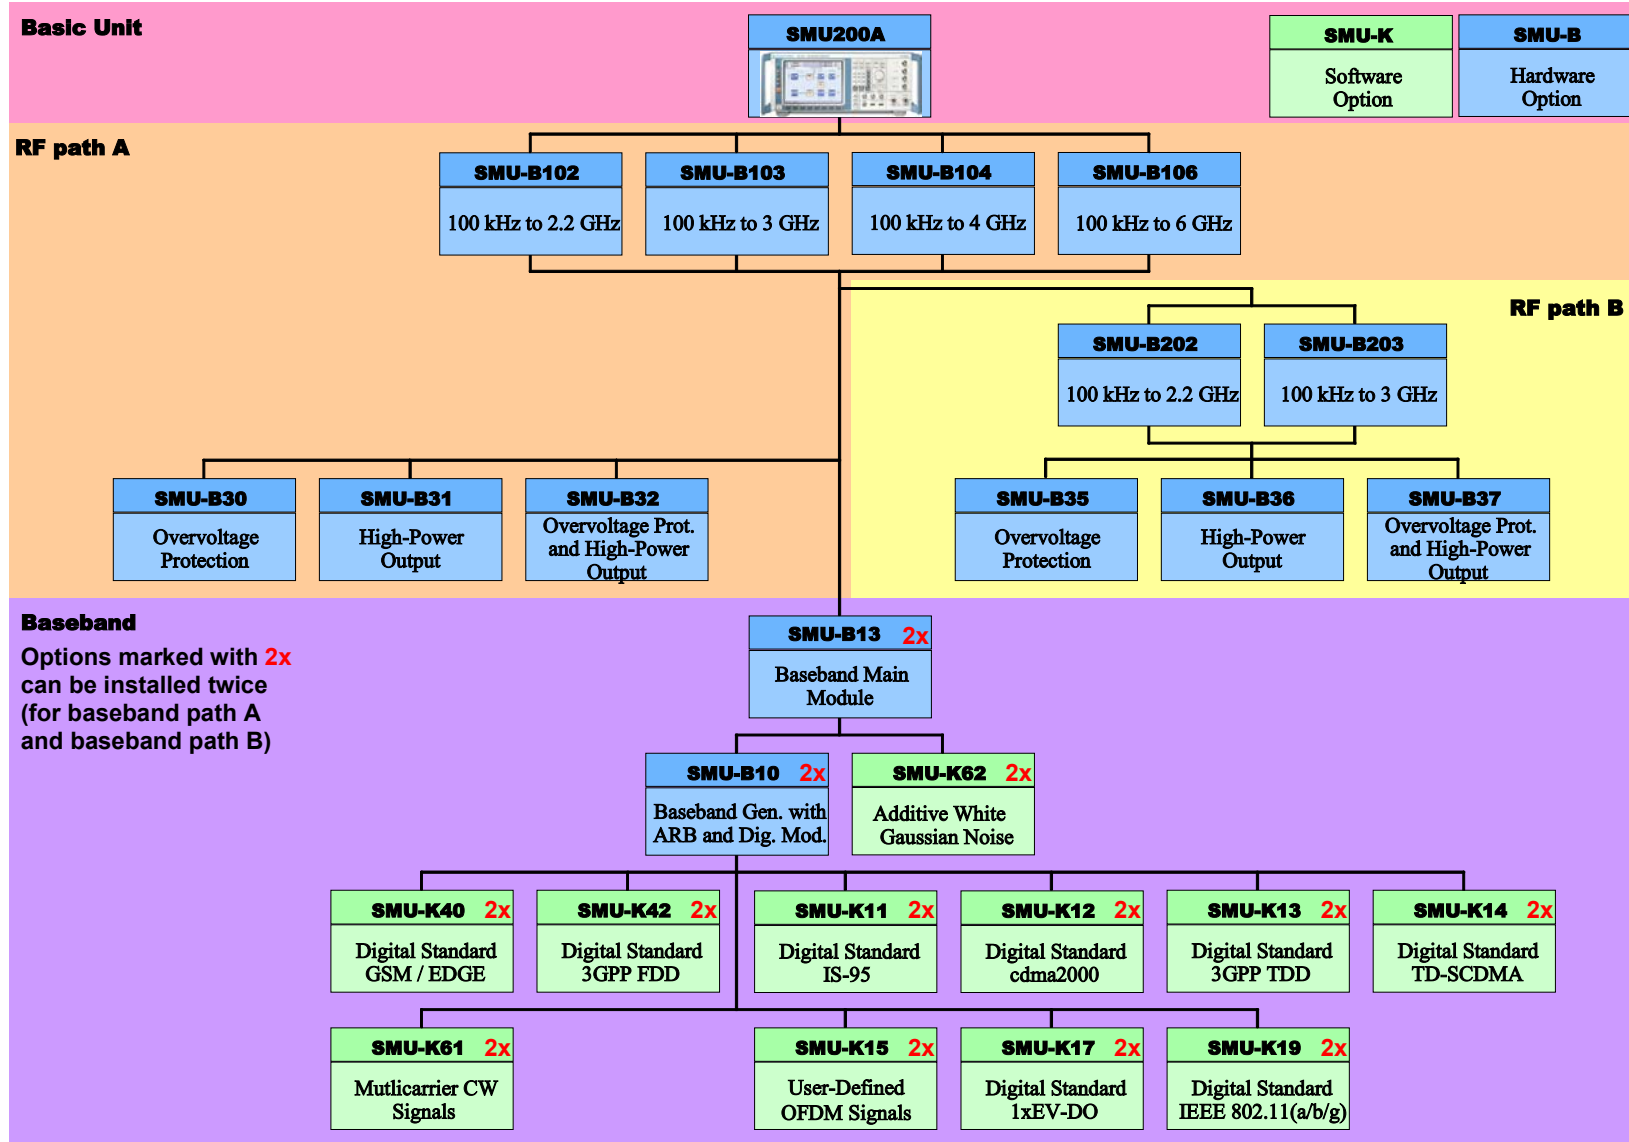 Basic Unit
SMU200A
SMU-K
Software
Option
SMU-B
Hardware
Option
RF path A
SMU-B102
100 kHz to 2.2 GHz
SMU-B103
100 kHz to 3 GHz
SMU-B104
100 kHz to 4 GHz
SMU-B106
100 kHz to 6 GHz
RF path B
SMU-B202
100 kHz to 2.2 GHz
SMU-B203
100 kHz to 3 GHz
SMU-B30
Overvoltage
Protection
SMU-B31
High-Power
Output
SMU-B32
Overvoltage Prot.
and High-Power
Output
SMU-B35
Overvoltage
Protection
SMU-B36
High-Power
Output
SMU-B37
Overvoltage Prot.
and High-Power
Output
Baseband
Options marked with 2x
can be installed twice
(for baseband path A
and baseband path B)
SMU-B13 2x
Baseband Main
Module
SMU-B10 2x
Baseband Gen. with
ARB and Dig. Mod.
SMU-K62 2x
Additive White
Gaussian Noise
SMU-K40 2x
Digital Standard
GSM / EDGE
SMU-K42 2x
Digital Standard
3GPP FDD
SMU-K11 2x
Digital Standard
IS-95
SMU-K12 2x
Digital Standard
cdma2000
SMU-K13 2x
Digital Standard
3GPP TDD
SMU-K14 2x
Digital Standard
TD-SCDMA
SMU-K61 2x
Mutlicarrier CW
Signals
SMU-K15 2x
User-Defined
OFDM Signals
SMU-K17 2x
Digital Standard
1xEV-DO
SMU-K19 2x
Digital Standard
IEEE 802.11(a/b/g)